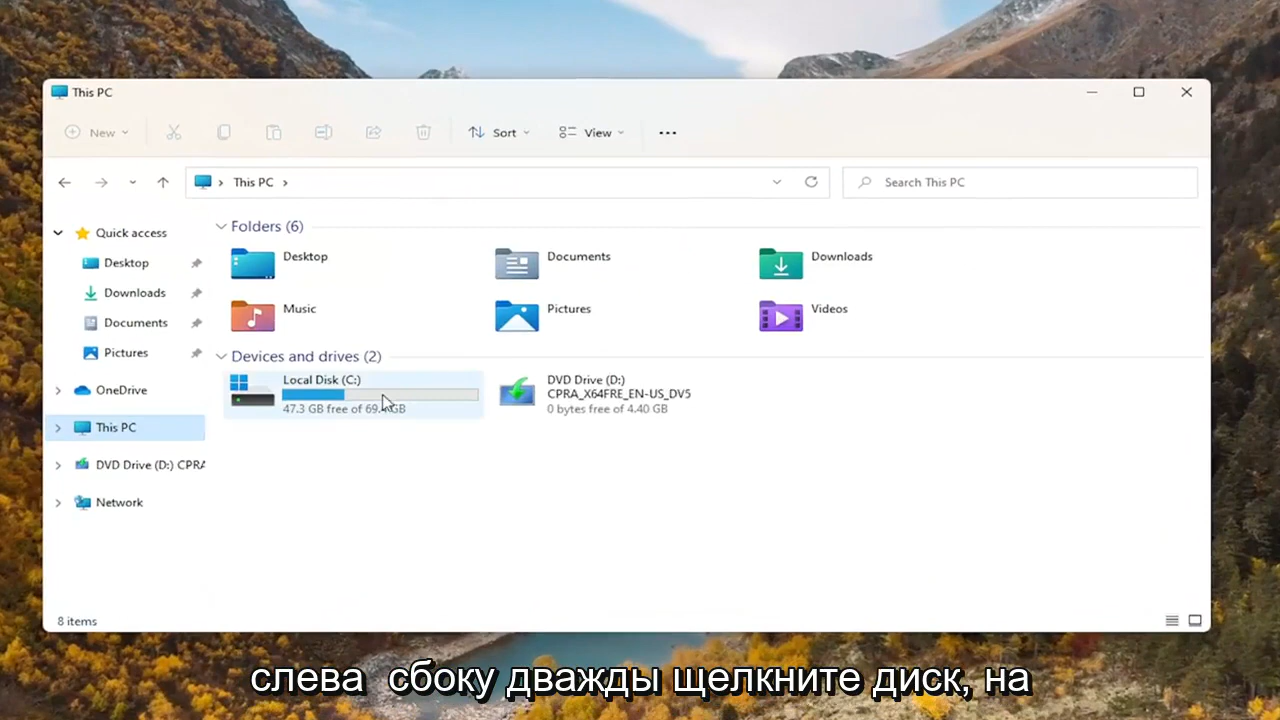 This PC
New
Sort
View
This PC
Search This PC
Quick access
Desktop
Downloads
Documents
Pictures
OneDrive
This PC
DVD Drive (D:) CPRA
Network
Folders (6)
Desktop
Documents
Downloads
Music
Pictures
Videos
Devices and drives (2)
Local Disk (C:)
47.3 GB free of GB
DVD Drive (D:)
CPRA_X64FRE_EN-US_DV5
0 bytes free of 4.40 GB
8 items
слева сбоку дважды щелкните диск, на